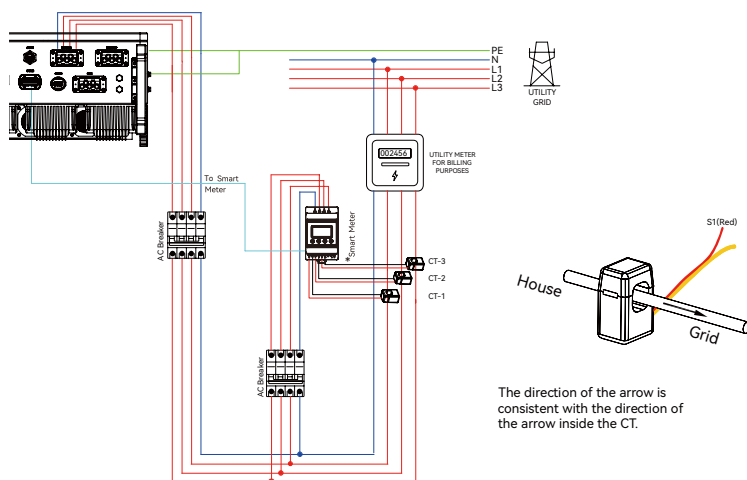 PE
N
L1
L2
L3
UTILITY
GRID
002456
UTILITY METER
FOR BILLING
PURPOSES
To Smart
Meter
AC Breaker
*Smart Meter
CT-3
CT-2
CT-1
AC Breaker
S1(Red)
House
Grid
The direction of the arrow is
consistent with the direction of
the arrow inside the CT.